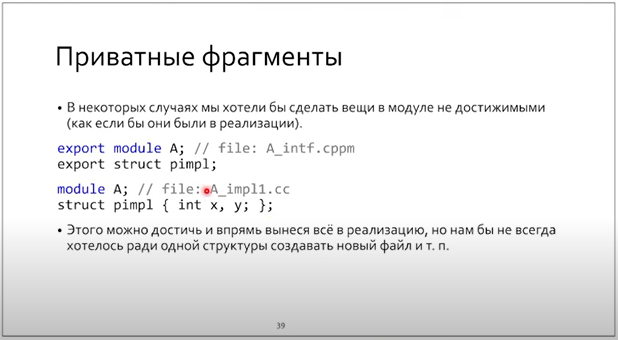 Приватные фрагменты
• В некоторых случаях мы хотели бы сделать вещи в модуле не достижимыми
(как если бы они были в реализации).
export module A; // file: A_intf.cppm
export struct pimpl;
module A; // file: A_impl1.cc
struct pimpl { int x, y; };
• Этого можно достичь и впрямь вынеся всё в реализацию, но нам бы не всегда
хотелось ради одной структуры создавать новый файл и т. п.
39